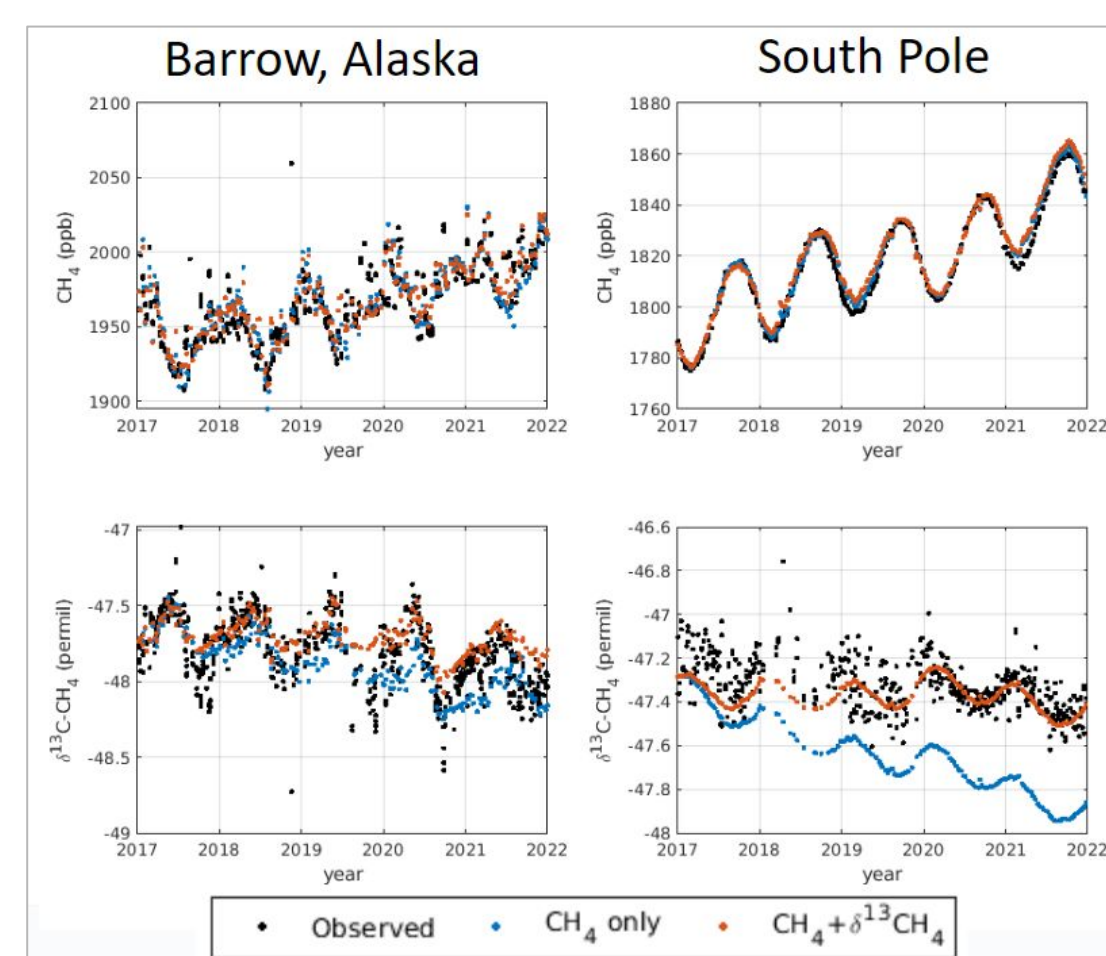 Barrow, Alaska
South Pole
2100
2050
2000
1950
1900
CH₄ (ppb)
2017 2018 2019 2020 2021 2022
year
1880
1860
1840
1820
1800
1780
1760
CH₄ (ppb)
2017 2018 2019 2020 2021 2022
year
-47
-47.5
-48
-48.5
-49
δ¹³C-CH₄ (permil)
2017 2018 2019 2020 2021 2022
year
-46.6
-46.8
-47
-47.2
-47.4
-47.6
-47.8
-48
δ¹³C-CH₄ (permil)
2017 2018 2019 2020 2021 2022
year
Observed CH₄ only CH₄+δ¹³CH₄